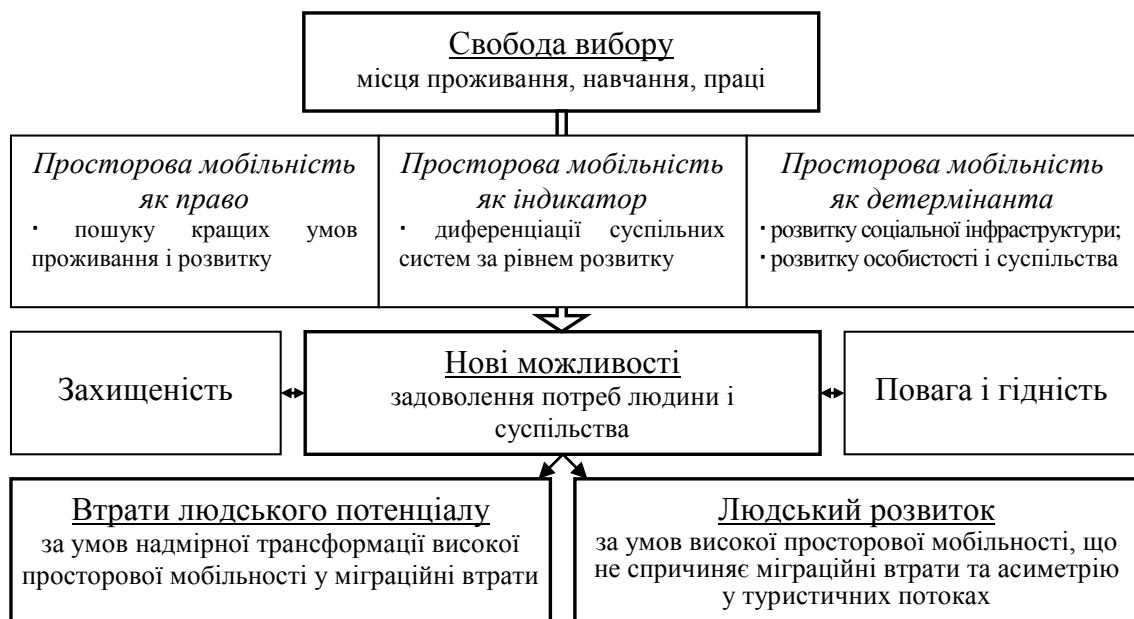 Свобода вибору
місця проживання, навчання, праці
Просторова мобільність
як право
· пошуку кращих умов
проживання і розвитку
Просторова мобільність
як індикатор
· диференціації суспільних
систем за рівнем розвитку
Просторова мобільність
як детермінанта
· розвитку соціальної інфраструктури;
· розвитку особистості і суспільства
Захищеність
Нові можливості
задоволення потреб людини і
суспільства
Повага і гідність
Втрати людського потенціалу
за умов надмірної трансформації високої
просторової мобільності у міграційні втрати
Людський розвиток
за умов високої просторової мобільності, що
не спричиняє міграційні втрати та асиметрію
у туристичних потоках